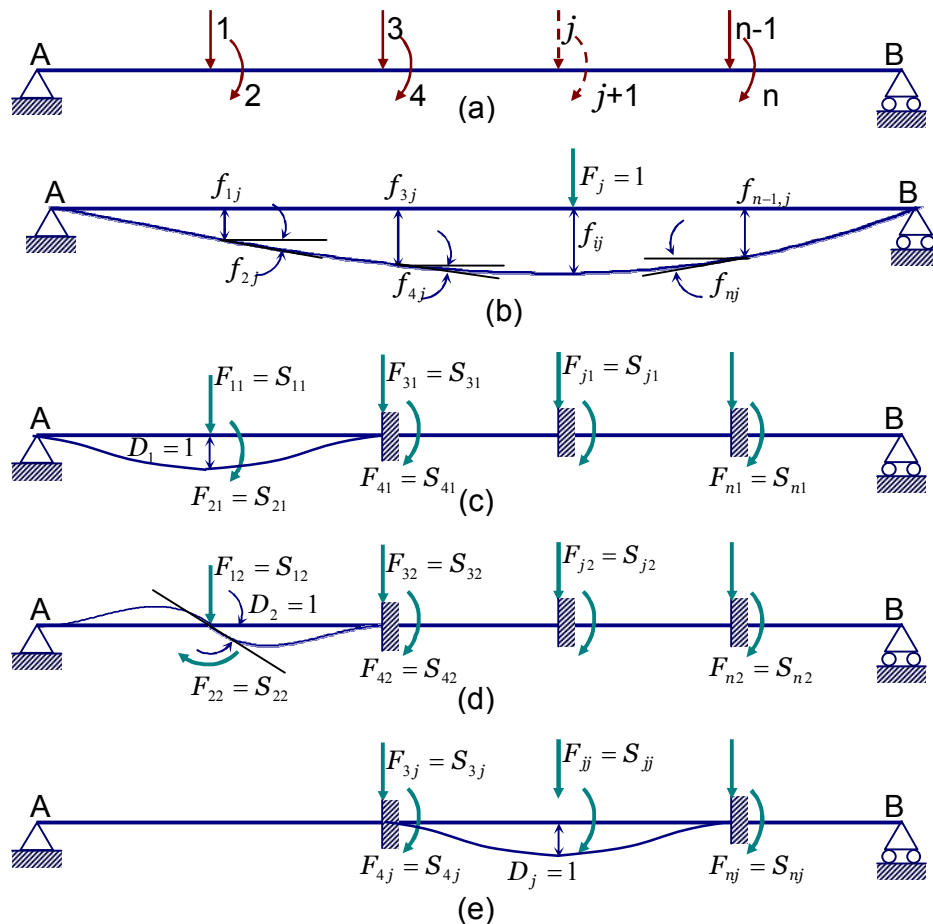 1 3 j n-1
A B
2 4 j+1 n
(a)
A B
f_{1j} f_{3j} F_j = 1 f_{n-1,j}
f_{ij}
f_{2j} f_{4j} f_{nj}
(b)
F_{11} = S_{11} F_{31} = S_{31} F_{j1} = S_{j1}
A B
D_1 = 1
F_{21} = S_{21} F_{41} = S_{41} F_{n1} = S_{n1}
(c)
F_{12} = S_{12} F_{32} = S_{32} F_{j2} = S_{j2}
A D_2 = 1 B
F_{22} = S_{22} F_{42} = S_{42} F_{n2} = S_{n2}
(d)
F_{3j} = S_{3j} F_{jj} = S_{jj}
A B
F_{4j} = S_{4j} D_j = 1 F_{nj} = S_{nj}
(e)